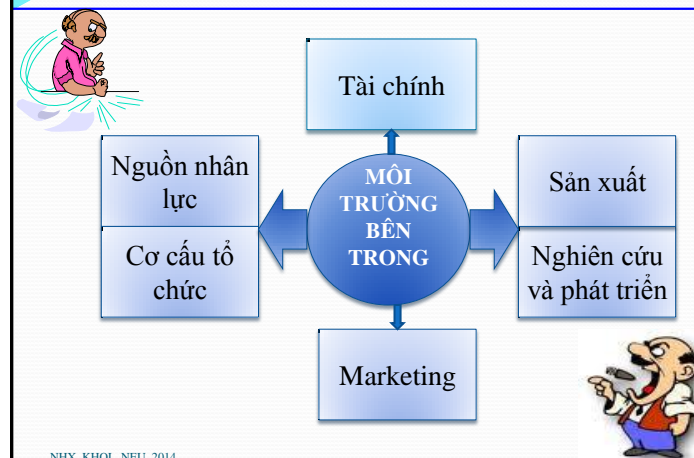 Tài chính
Nguồn nhân
lực
Cơ cấu tổ
chức
MÔI
TRƯỜNG
BÊN
TRONG
Sản xuất
Nghiên cứu
và phát triển
Marketing
NHX_KHOI_NEU_2014